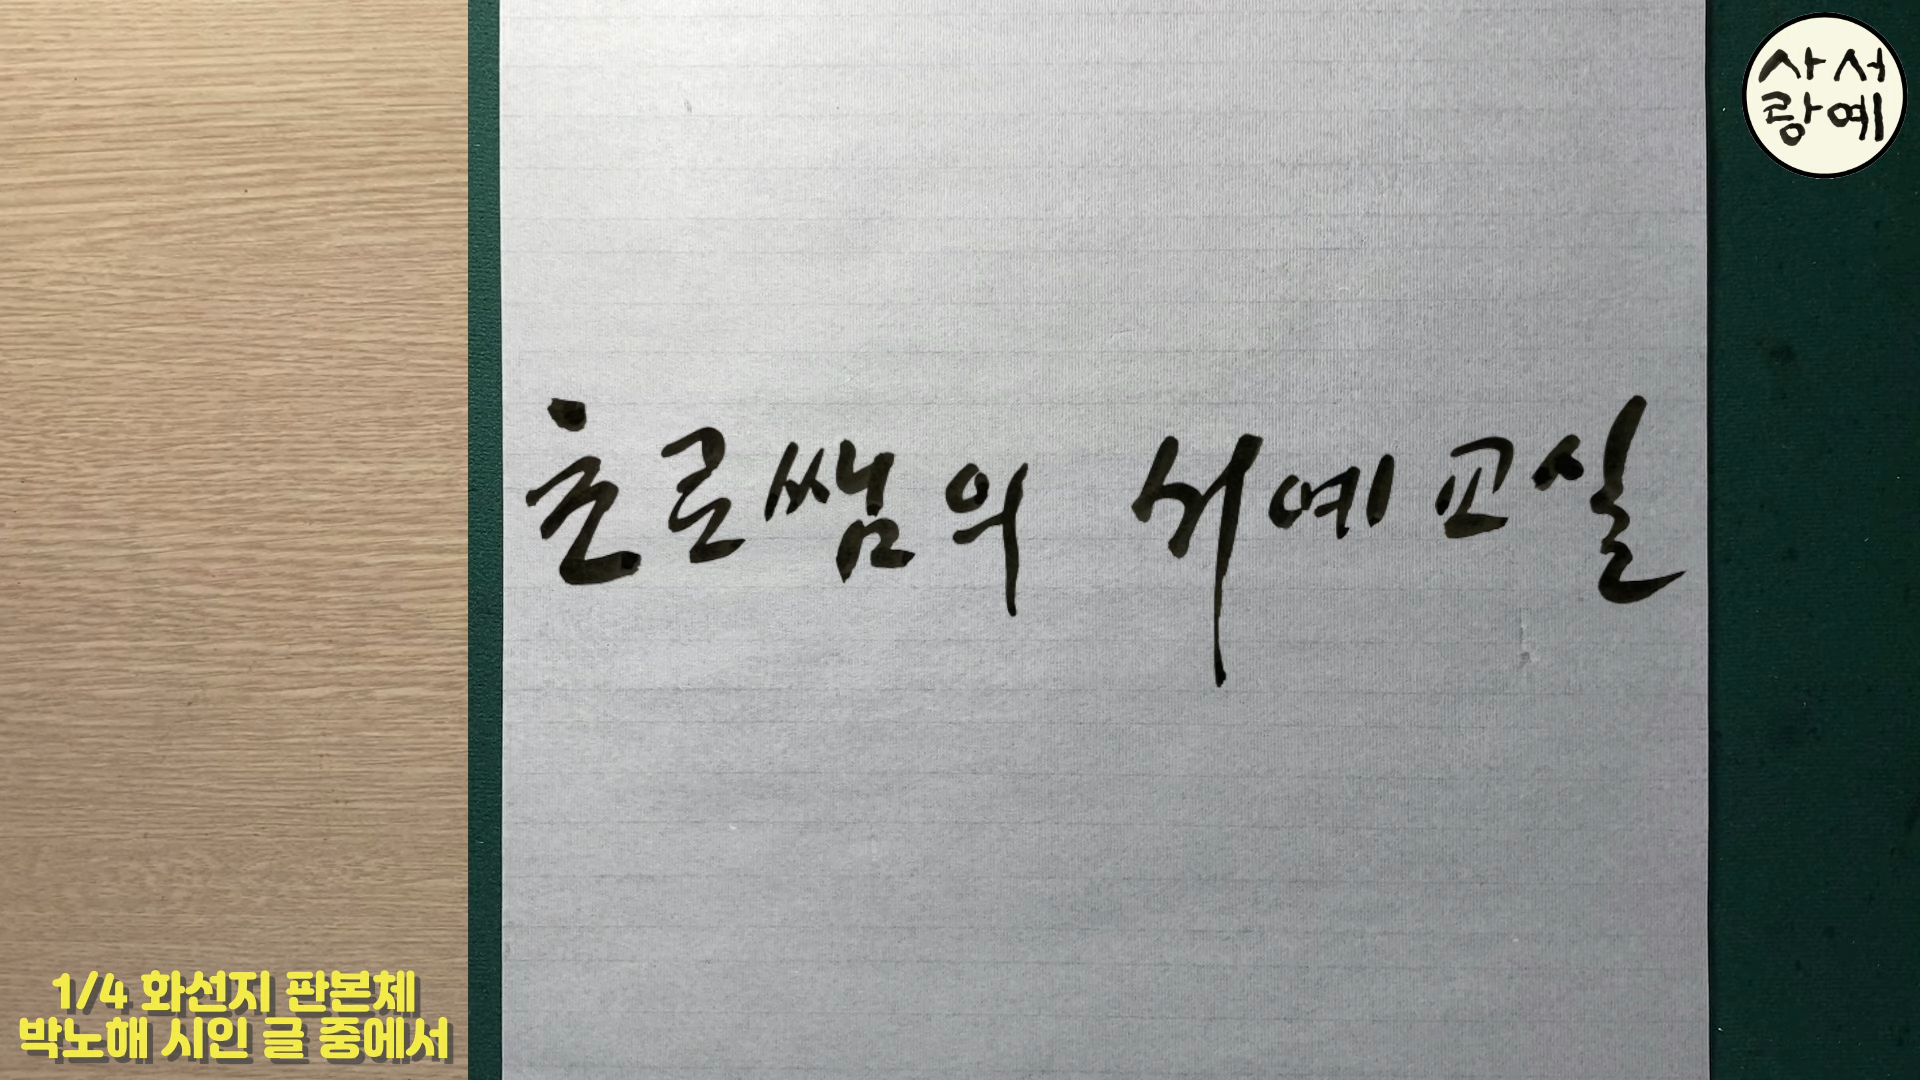 초로쌤의 서예교실
사서
랑예
1/4 화선지 판본체
박노해 시인 글 중에서